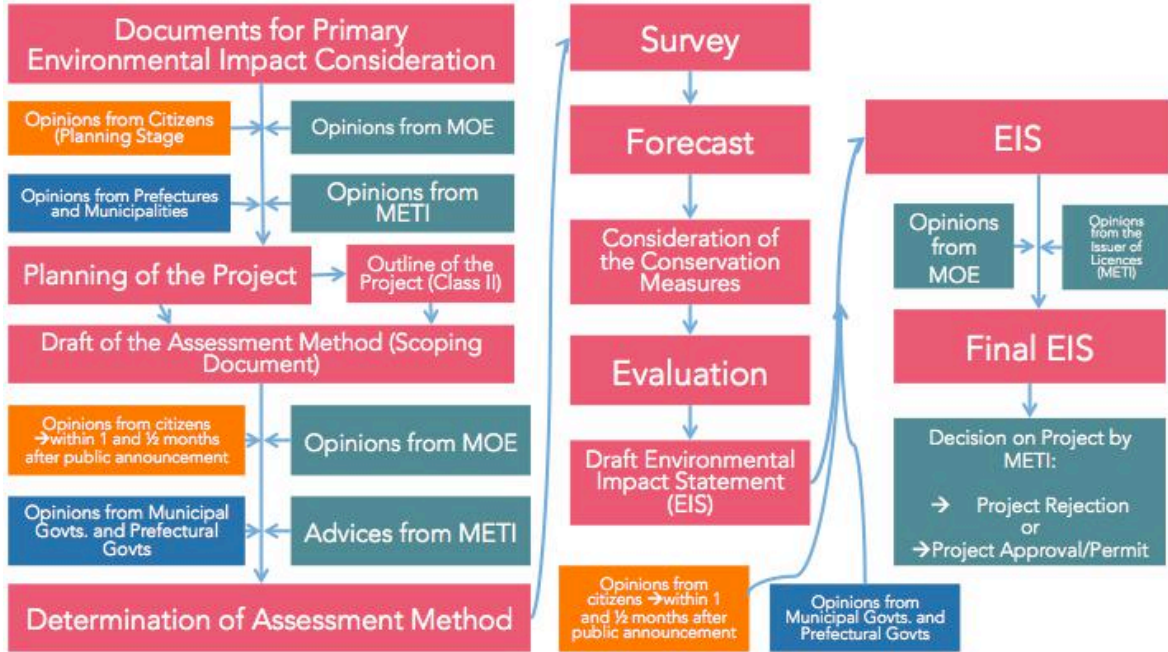 Documents for Primary
Environmental Impact Consideration
Opinions from Citizens
(Planning Stage
Opinions from MOE
Opinions from Prefectures
and Municipalities
Opinions from
METI
Planning of the Project
Outline of the
Project (Class II)
Draft of the Assessment Method (Scoping
Document)
Opinions from citizens
→within 1 and ½ months
after public announcement
Opinions from MOE
Opinions from Municipal
Govts. and Prefectural
Govts
Advices from METI
Determination of Assessment Method
Survey
Forecast
Consideration of
the Conservation
Measures
Evaluation
Draft Environmental
Impact Statement
(EIS)
Opinions from
citizens →within 1
and ½ months after
public announcement
Opinions from
Municipal Govts. and
Prefectural Govts
EIS
Opinions
from
MOE
Opinions
from the
Issuer of
Licences
(METI)
Final EIS
Decision on Project by
METI:
→ Project Rejection
or
→Project Approval/Permit